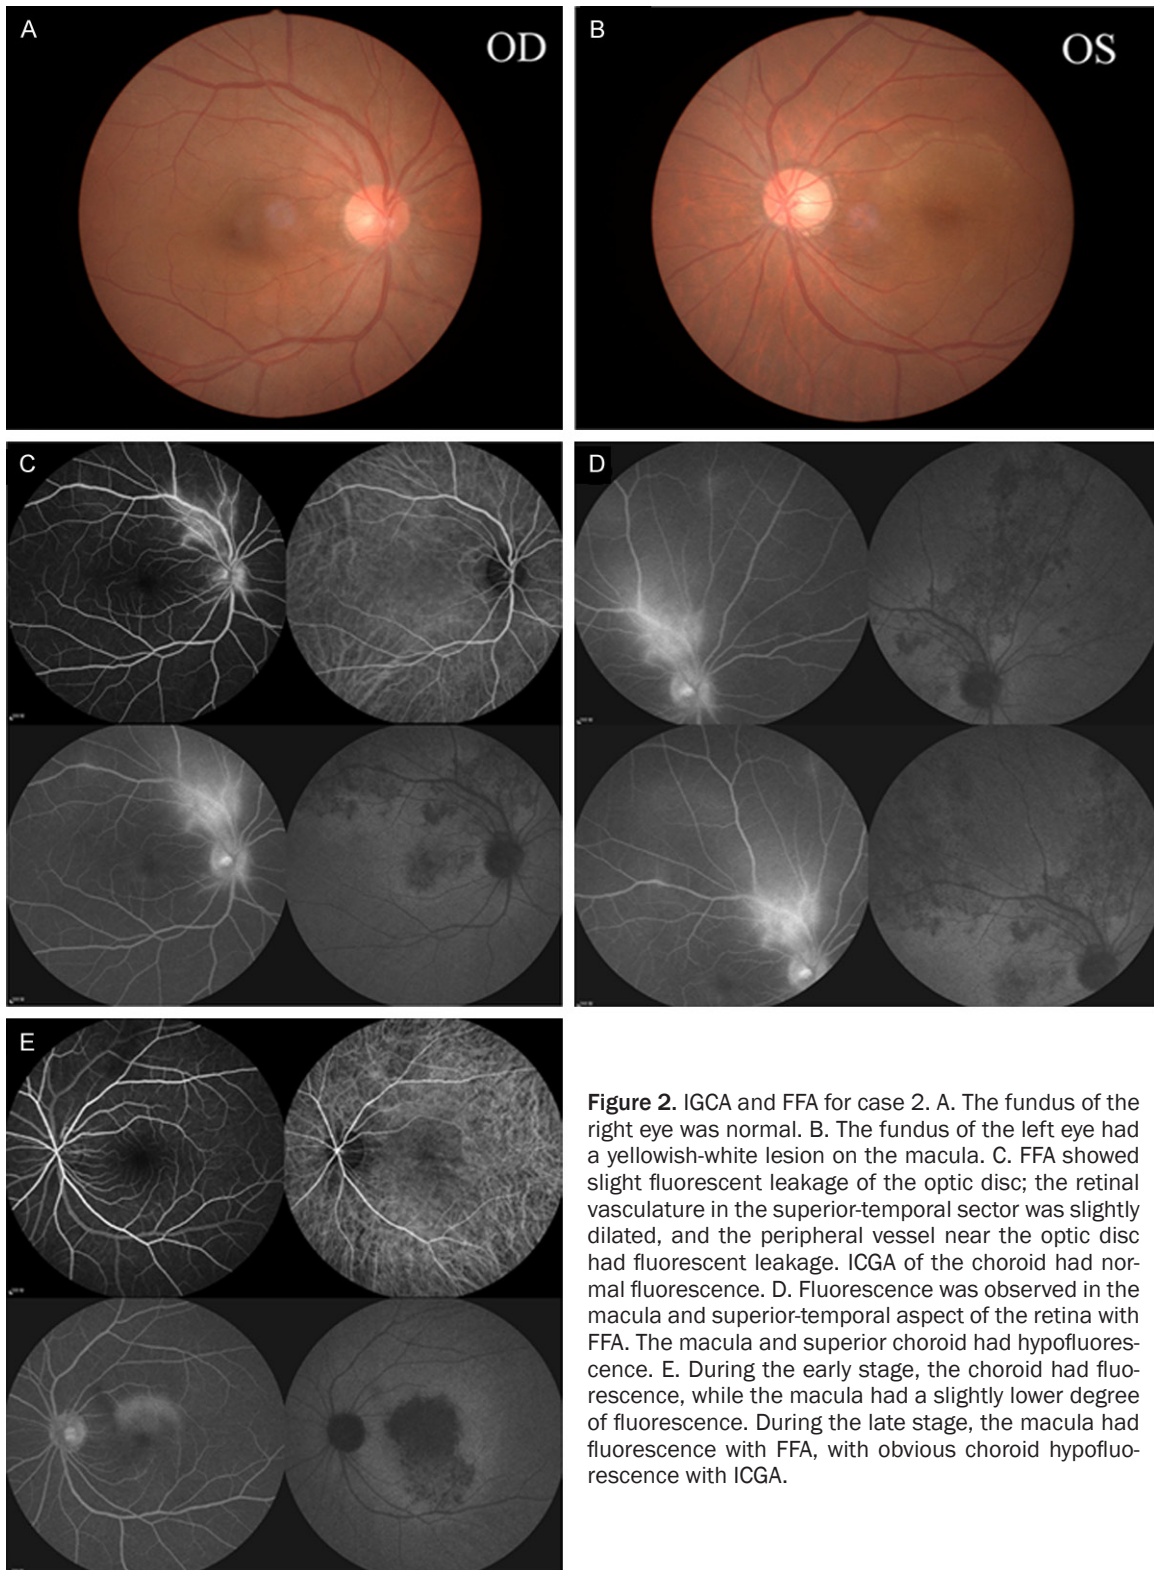 A
OD
B
OS
C
D
E
Figure 2. IGCA and FFA for case 2. A. The fundus of the
right eye was normal. B. The fundus of the left eye had
a yellowish-white lesion on the macula. C. FFA showed
slight fluorescent leakage of the optic disc; the retinal
vasculature in the superior-temporal sector was slightly
dilated, and the peripheral vessel near the optic disc
had fluorescent leakage. ICGA of the choroid had nor-
mal fluorescence. D. Fluorescence was observed in the
macula and superior-temporal aspect of the retina with
FFA. The macula and superior choroid had hypofluores-
cence. E. During the early stage, the choroid had fluo-
rescence, while the macula had a slightly lower degree
of fluorescence. During the late stage, the macula had
fluorescence with FFA, with obvious choroid hypofluo-
rescence with ICGA.